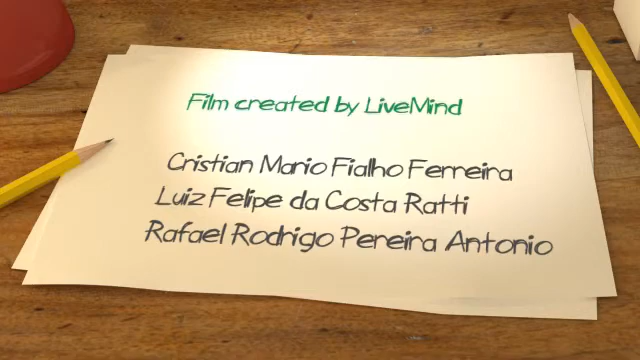 Film created by LiveMind
Cristian Mario Fialho Ferreira
Luiz Felipe da Costa Ratti
Rafael Rodrigo Pereira Antonio